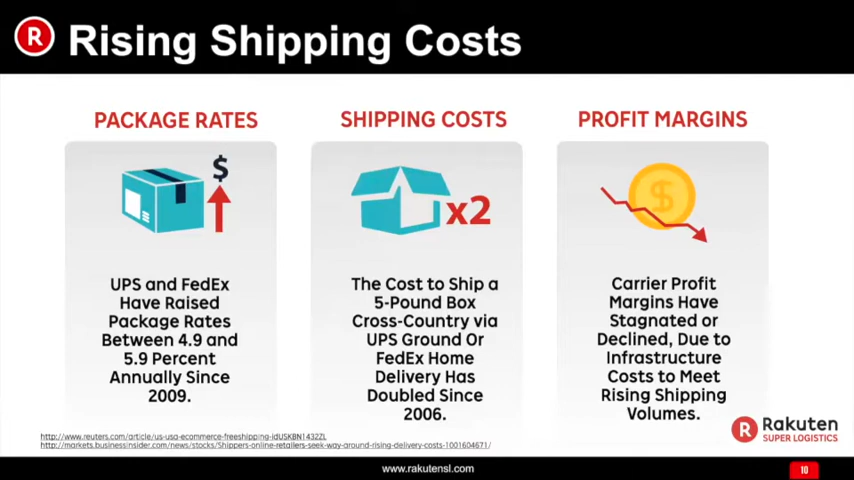 R Rising Shipping Costs
PACKAGE RATES
$
UPS and FedEx
Have Raised
Package Rates
Between 4.9 and
5.9 Percent
Annually Since
2009.
SHIPPING COSTS
x2
The Cost to Ship a
5-Pound Box
Cross-Country via
UPS Ground Or
FedEx Home
Delivery Has
Doubled Since
2006.
PROFIT MARGINS
$
Carrier Profit
Margins Have
Stagnated or
Declined, Due to
Infrastructure
Costs to Meet
Rising Shipping
Volumes.
http://www.reuters.com/article/us-usa-ecommerce-freeshipping-idUSKBN1432ZL
http://markets.businessinsider.com/news/stocks/Shippers-online-retailers-seek-way-around-rising-delivery-costs-1001604671/
R Rakuten
SUPER LOGISTICS
www.rakutensl.com
10